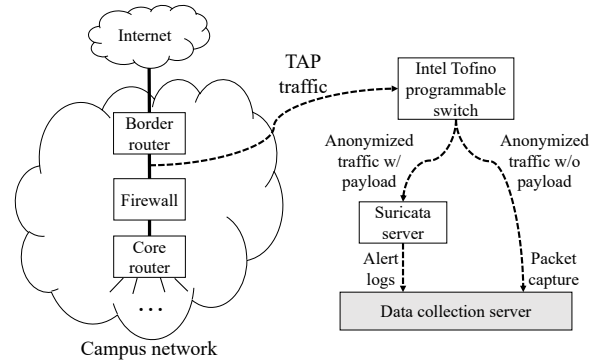 Internet
TAP
traffic
Intel Tofino
programmable
switch
Border
router
Anonymized
traffic w/
payload
Anonymized
traffic w/o
payload
Firewall
Suricata
server
Core
router
Alert
logs
Packet
capture
...
Data collection server
Campus network